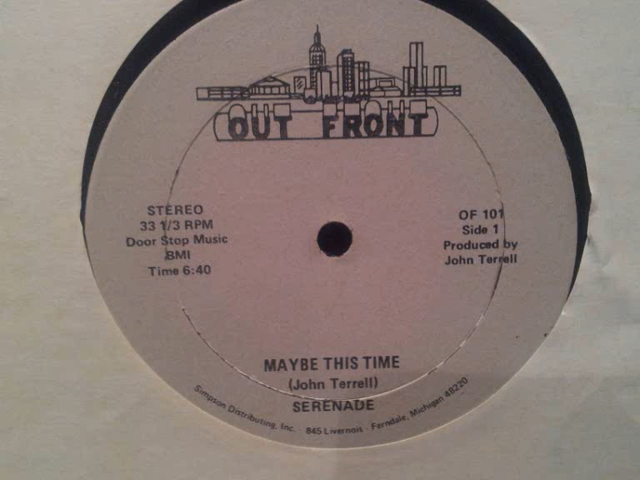 OUT FRONT
STEREO
33 1/3 RPM
Door Stop Music
BMI
Time 6:40
OF 101
Side 1
Produced by
John Terrell
MAYBE THIS TIME
(John Terrell)
SERENADE
Simpson Distributing, Inc. · 845 Livernois · Ferndale, Michigan 48220